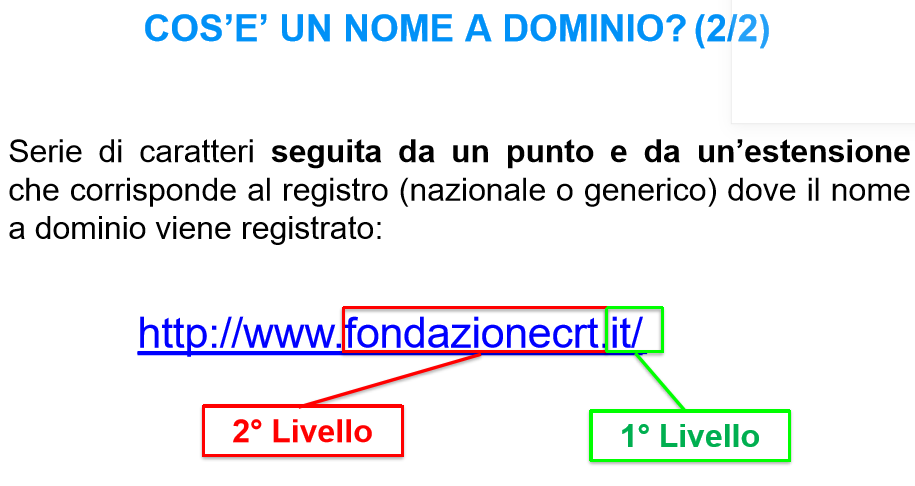 COS’E’ UN NOME A DOMINIO? (2/2)
Serie di caratteri seguita da un punto e da un’estensione
che corrisponde al registro (nazionale o generico) dove il nome
a dominio viene registrato:
http://www.fondazionecrt.it/
2° Livello
1° Livello